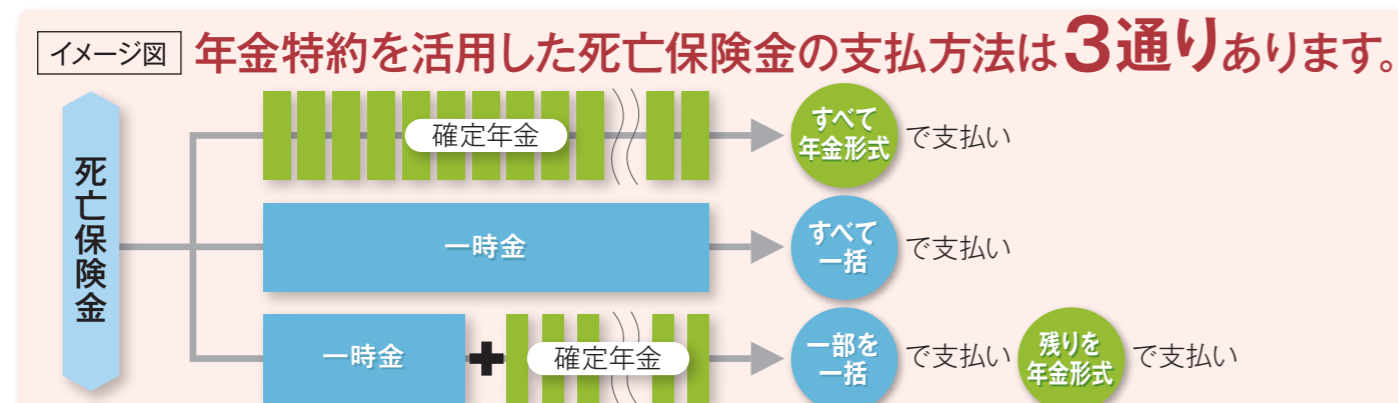 イメージ図 年金特約を活用した死亡保険金の支払方法は3通りあります。
死亡保険金
確定年金
すべて
年金形式 で支払い
一時金
すべて
一括 で支払い
一時金 + 確定年金
一部を
一括 で支払い
残りを
年金形式 で支払い